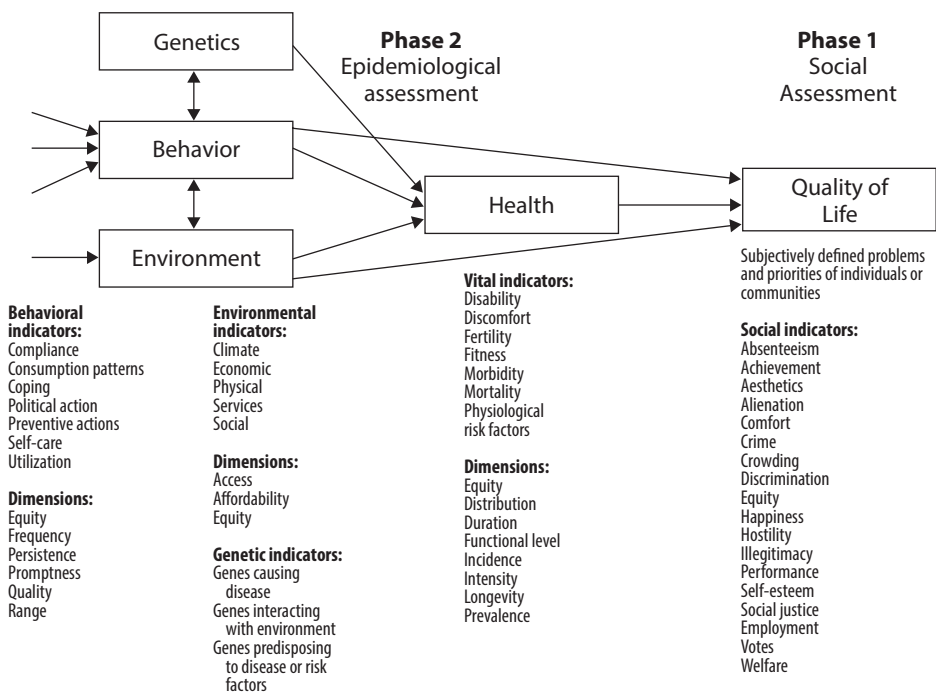 Genetics
Phase 2
Epidemiological
assessment
Phase 1
Social
Assessment
Behavior
Health
Quality of
Life
Environment
Subjectively defined problems
and priorities of individuals or
communities
Behavioral
indicators:
Compliance
Consumption patterns
Coping
Political action
Preventive actions
Self-care
Utilization
Dimensions:
Equity
Frequency
Persistence
Promptness
Quality
Range
Environmental
indicators:
Climate
Economic
Physical
Services
Social
Dimensions:
Access
Affordability
Equity
Genetic indicators:
Genes causing
disease
Genes interacting
with environment
Genes predisposing
to disease or risk
factors
Vital indicators:
Disability
Discomfort
Fertility
Fitness
Morbidity
Mortality
Physiological
risk factors
Dimensions:
Equity
Distribution
Duration
Functional level
Incidence
Intensity
Longevity
Prevalence
Social indicators:
Absenteeism
Achievement
Aesthetics
Alienation
Comfort
Crime
Crowding
Discrimination
Equity
Happiness
Hostility
Illegitimacy
Performance
Self-esteem
Social justice
Employment
Votes
Welfare